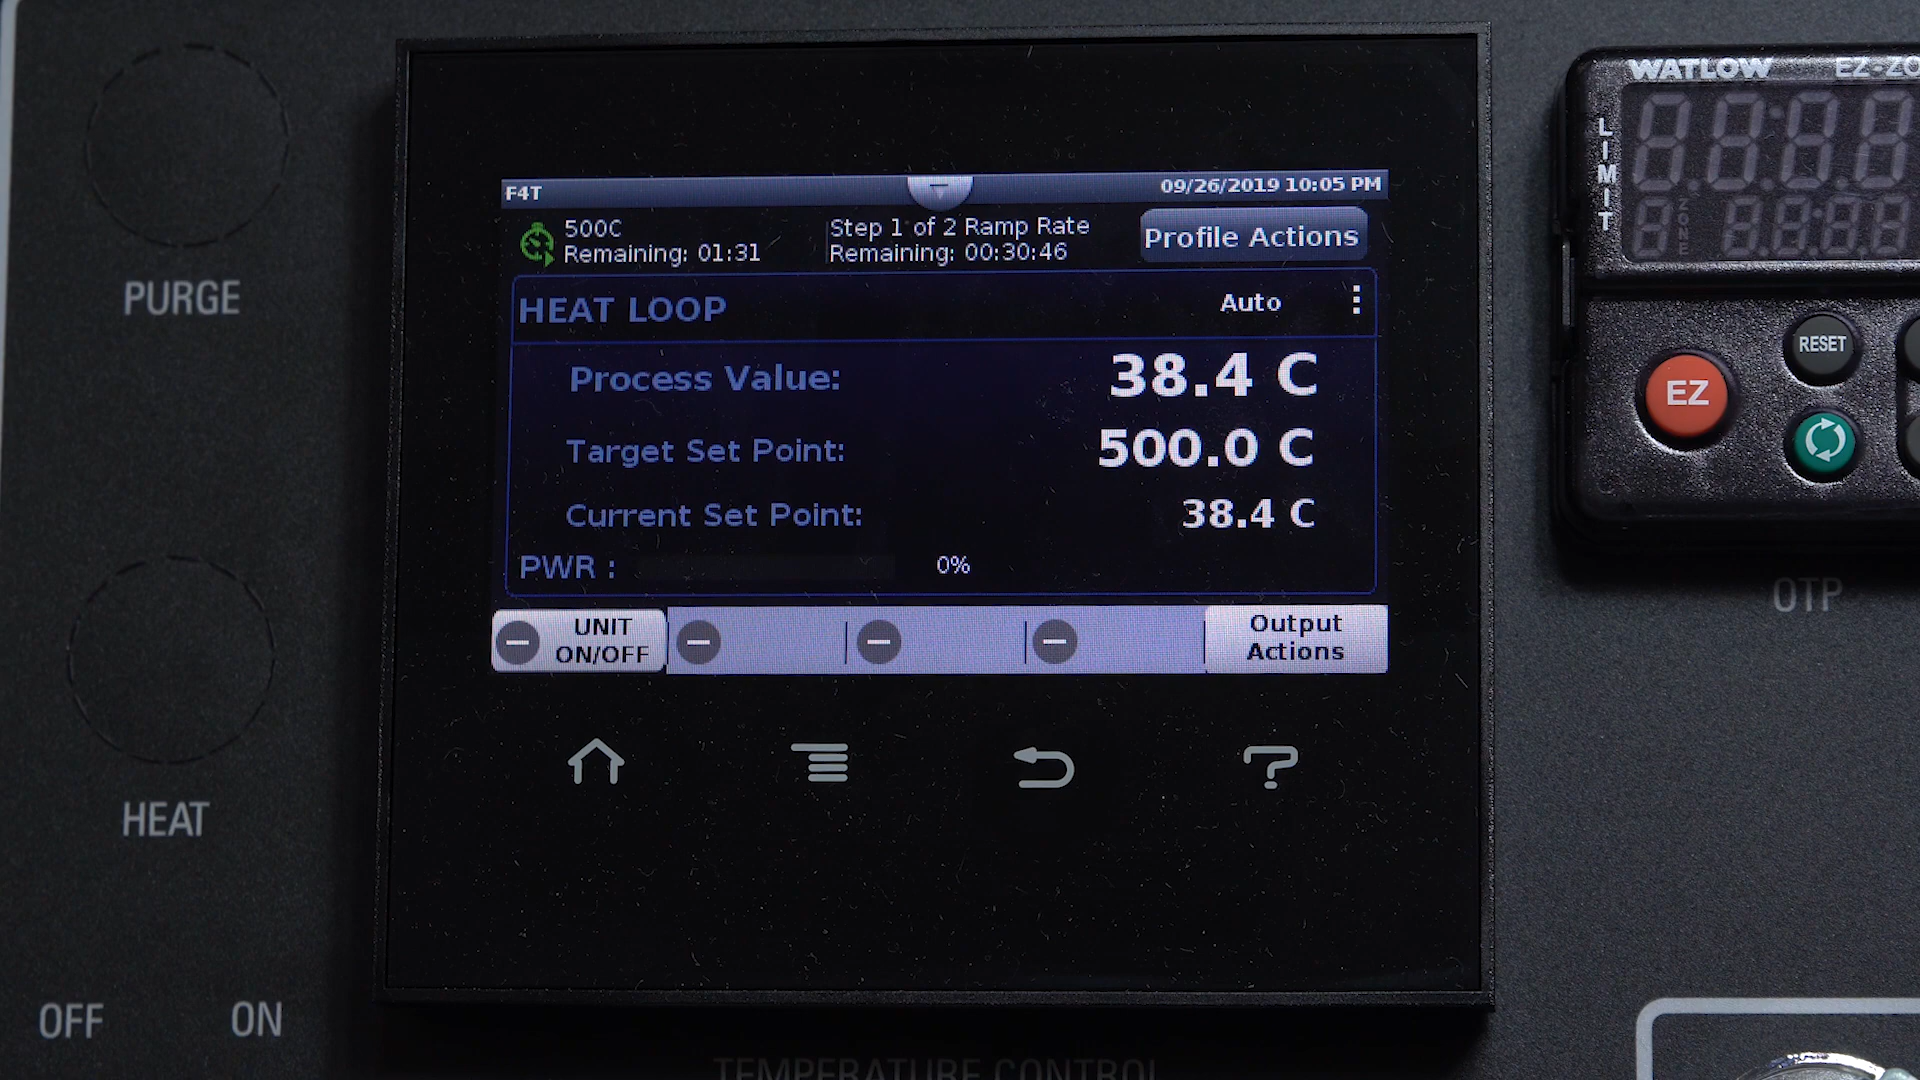 WATLOW
LIMIT
ZONE
RESET
EZ
OTP
PURGE
HEAT
OFF ON
F4T
09/26/2019 10:05 PM
500C
Remaining: 01:31
Step 1 of 2 Ramp Rate
Remaining: 00:30:46
Profile Actions
HEAT LOOP
Auto
Process Value: 38.4 C
Target Set Point: 500.0 C
Current Set Point: 38.4 C
PWR : 0%
UNIT
ON/OFF
Output
Actions
TEMPERATURE CONTROL